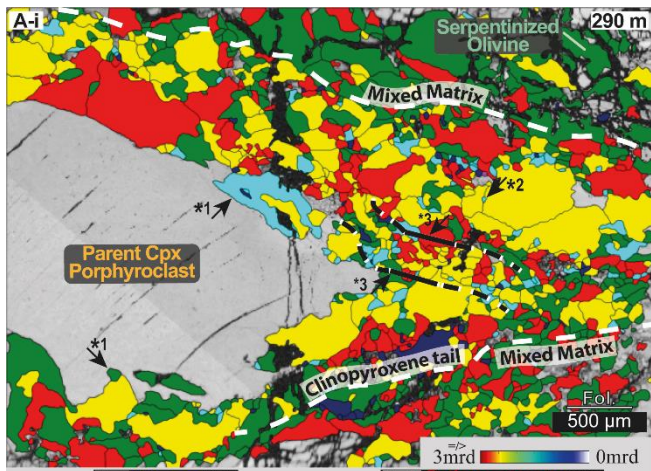 A-i
290 m
Serpentinized
Olivine
Mixed Matrix
*1
*2
*3
Parent Cpx
Porphyroclast
*3
*1
Clinopyroxene tail
Mixed Matrix
Fol.
500 µm
=/>
3mrd
0mrd